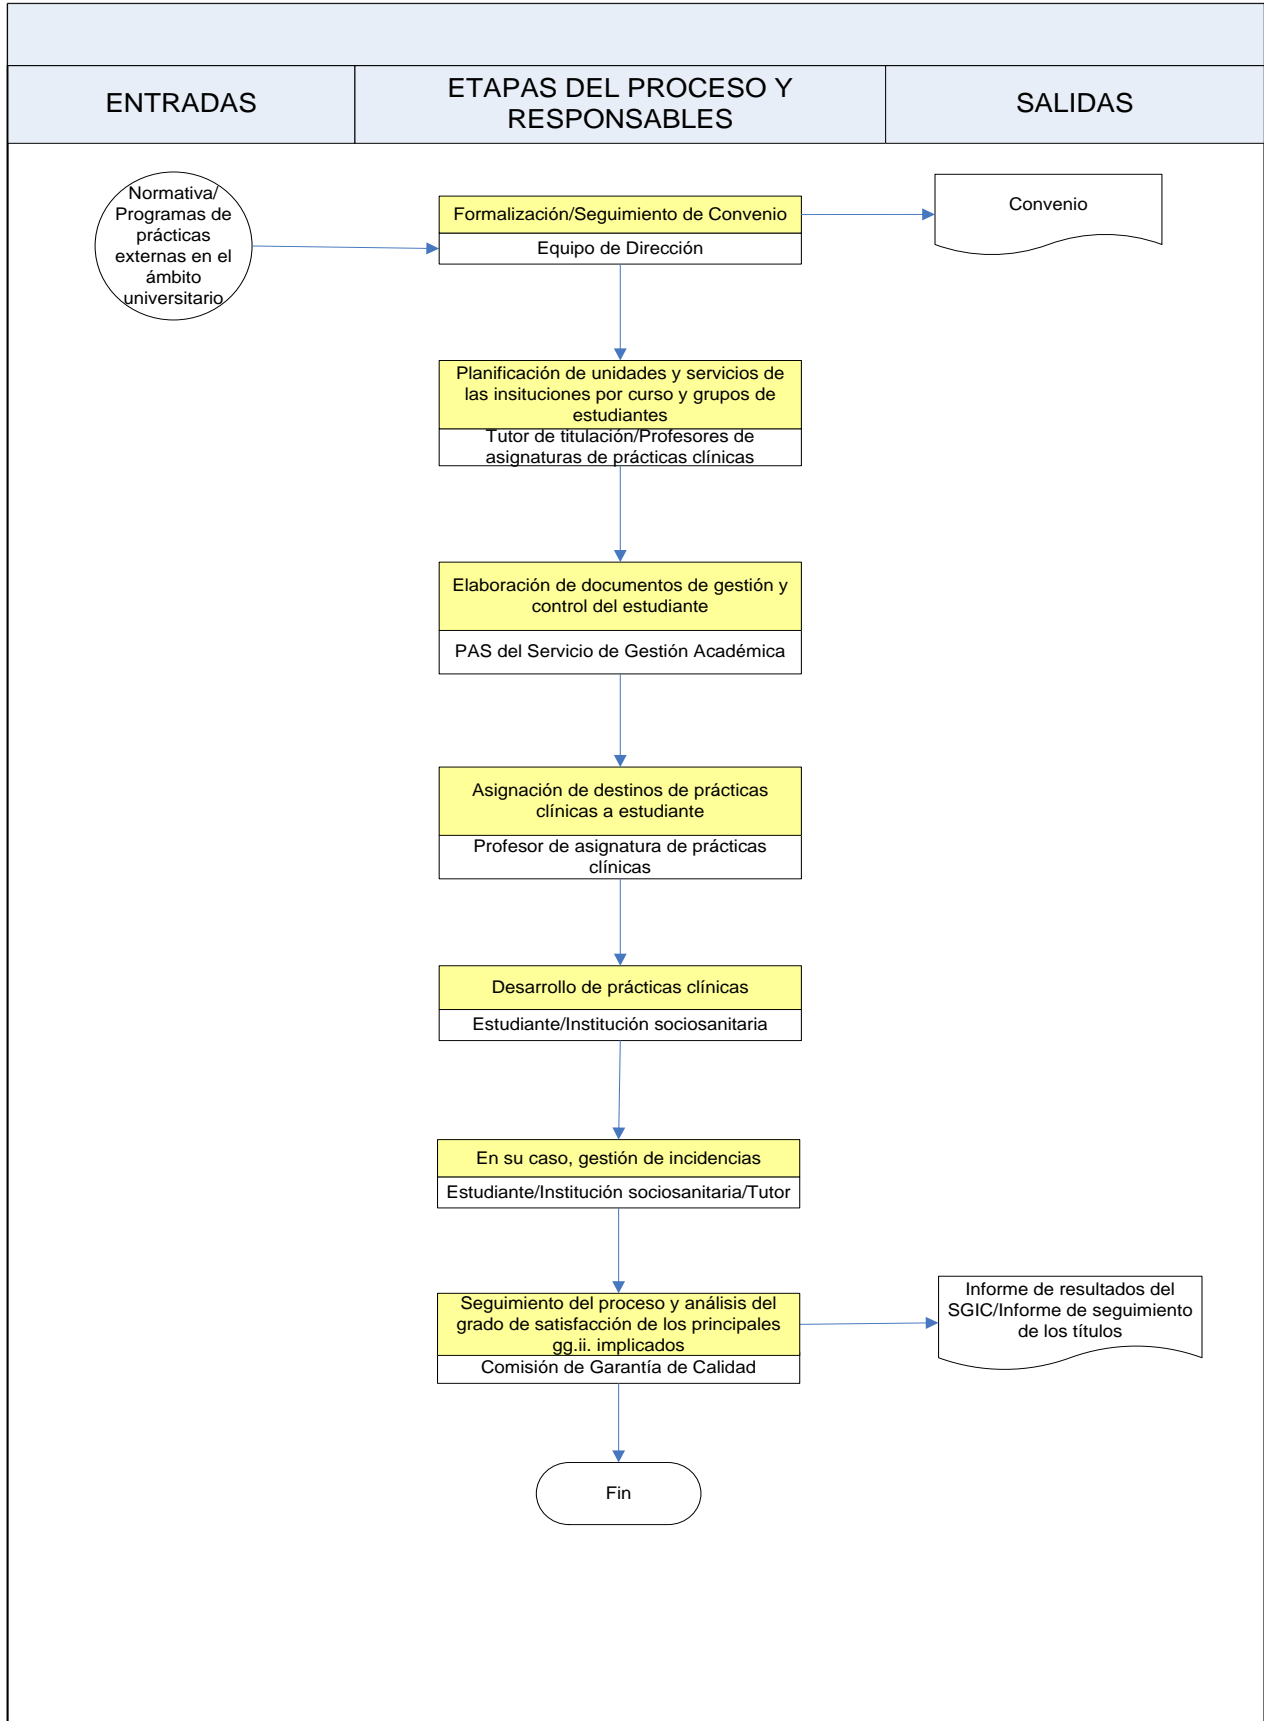 ENTRADAS
ETAPAS DEL PROCESO Y
RESPONSABLES
SALIDAS
Normativa/
Programas de
prácticas
externas en el
ámbito
universitario
Formalización/Seguimiento de Convenio
Equipo de Dirección
Convenio
Planificación de unidades y servicios de
las insituciones por curso y grupos de
estudiantes
Tutor de titulación/Profesores de
asignaturas de prácticas clínicas
Elaboración de documentos de gestión y
control del estudiante
PAS del Servicio de Gestión Académica
Asignación de destinos de prácticas
clínicas a estudiante
Profesor de asignatura de prácticas
clínicas
Desarrollo de prácticas clínicas
Estudiante/Institución sociosanitaria
En su caso, gestión de incidencias
Estudiante/Institución sociosanitaria/Tutor
Seguimiento del proceso y análisis del
grado de satisfacción de los principales
gg.ii. implicados
Comisión de Garantía de Calidad
Informe de resultados del
SGIC/Informe de seguimiento
de los títulos
Fin